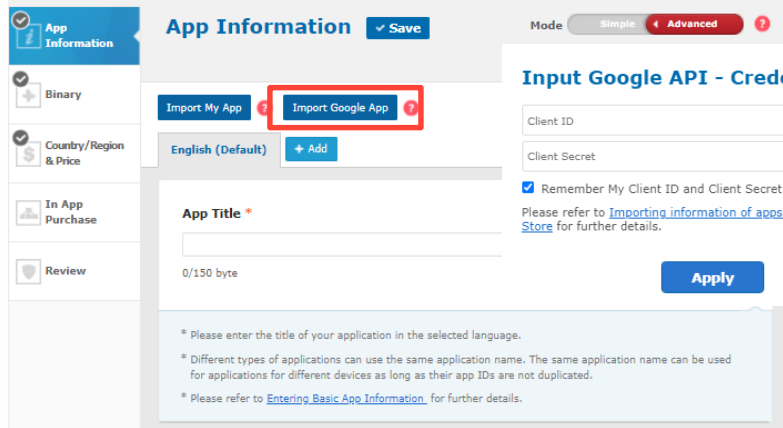 App
Information
Binary
Country/Region
& Price
In App
Purchase
Review
App Information
Save
Import My App
?
Import Google App
?
English (Default)
+ Add
App Title *
0/150 byte
* Please enter the title of your application in the selected language.
* Different types of applications can use the same application name. The same application name can be used
for applications for different devices as long as their app IDs are not duplicated.
* Please refer to Entering Basic App Information for further details.
Mode
Simple
Advanced
?
Input Google API - Crede
Client ID
Client Secret
Remember My Client ID and Client Secret
Please refer to Importing information of apps
Store for further details.
Apply